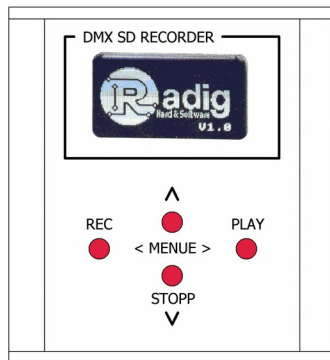 DMX SD RECORDER
Radig
Hard & Software
V1.0
REC
PLAY
< MENUE >
STOPP